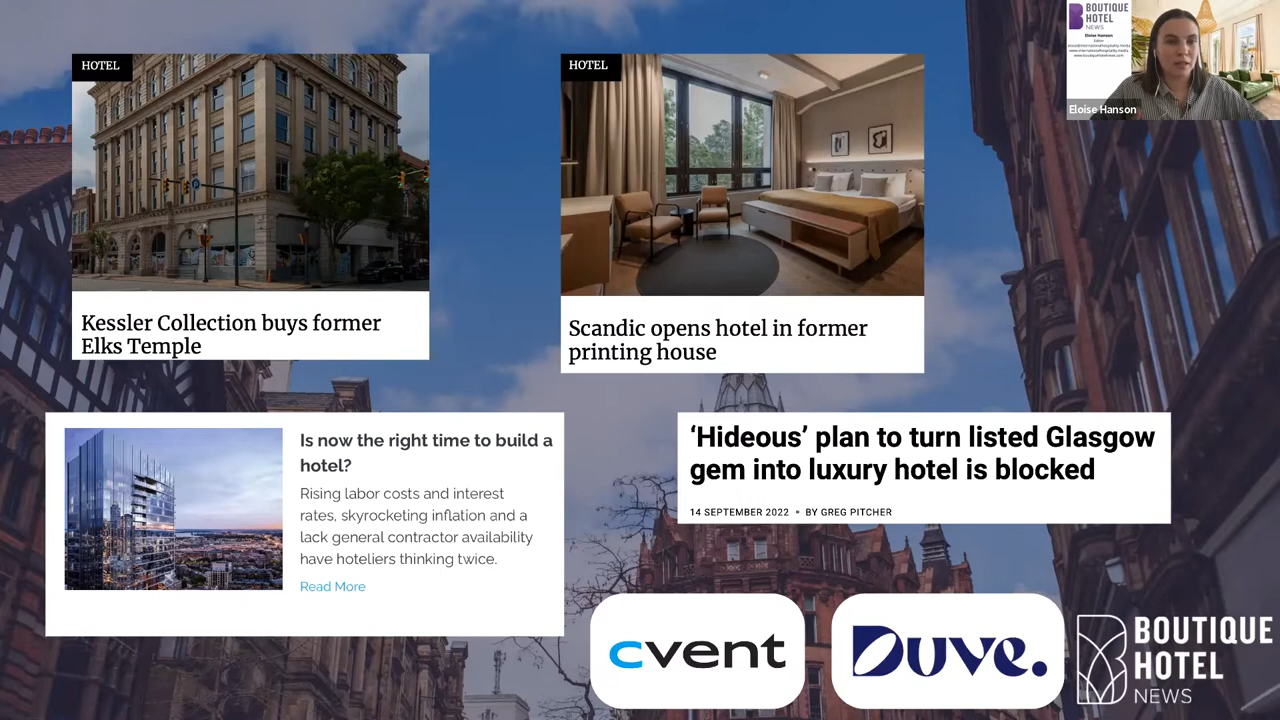 BOUTIQUE
HOTEL
NEWS
Eloise Hanson
Editor
Eloise Hanson
HOTEL
Kessler Collection buys former
Elks Temple
HOTEL
Scandic opens hotel in former
printing house
Is now the right time to build a
hotel?
Rising labor costs and interest
rates, skyrocketing inflation and a
lack general contractor availability
have hoteliers thinking twice.
Read More
‘Hideous’ plan to turn listed Glasgow
gem into luxury hotel is blocked
14 SEPTEMBER 2022 • BY GREG PITCHER
cvent
Duve.
BOUTIQUE
HOTEL
NEWS